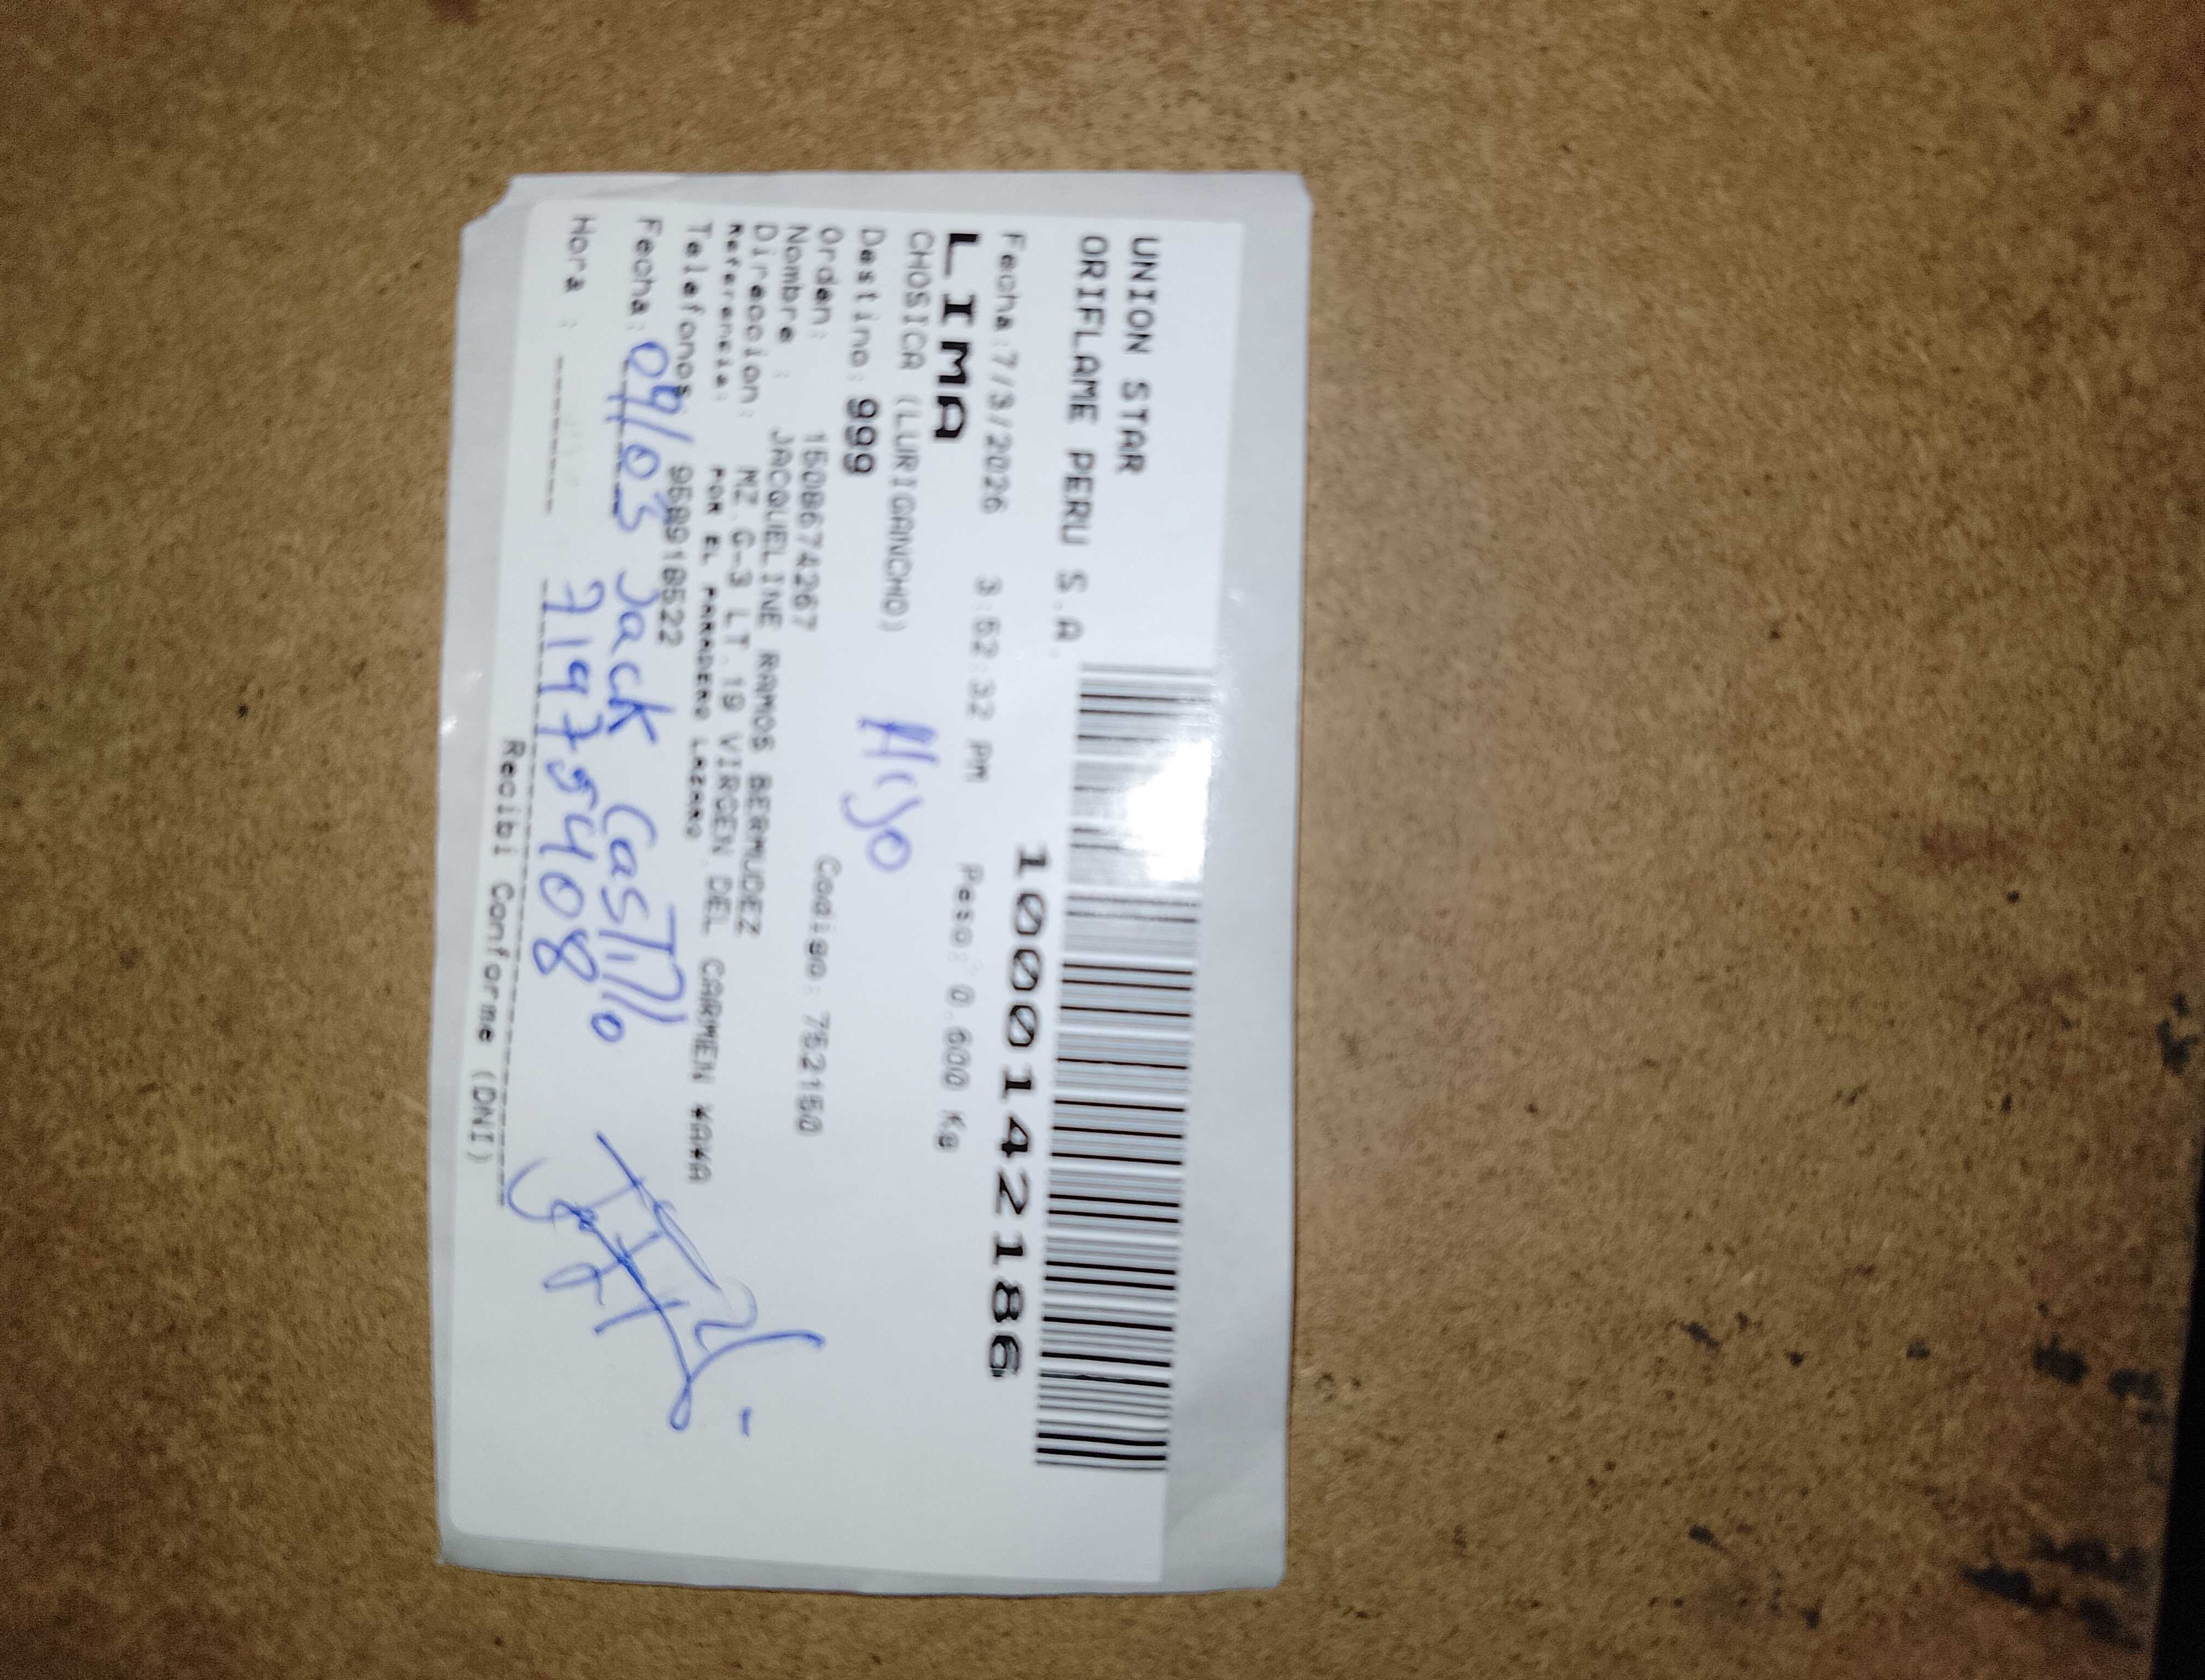 UNION STAR
ORIFLAME PERU S.A.
100001421 86
Fecha:7/3/2026 3:52:32 PM Peso: 0.600 Kg
LIMA
CHOSICA (LURIGANCHO)
Destino: 999 Hijo
Orden: 1508674267 Codigo: 752150
Nombre : JACQUELINE RAMOS BERMUDEZ
Direccion: MZ.G-3 LT.19 VIRGEN DEL CARMEN ¥A¥A
Referencia: POR EL PARADERO LAZARO
Telefonos: 958918522
Fecha: 09/03 Jack Castillo
Hora : 71975408
Recibi Conforme (DNI)